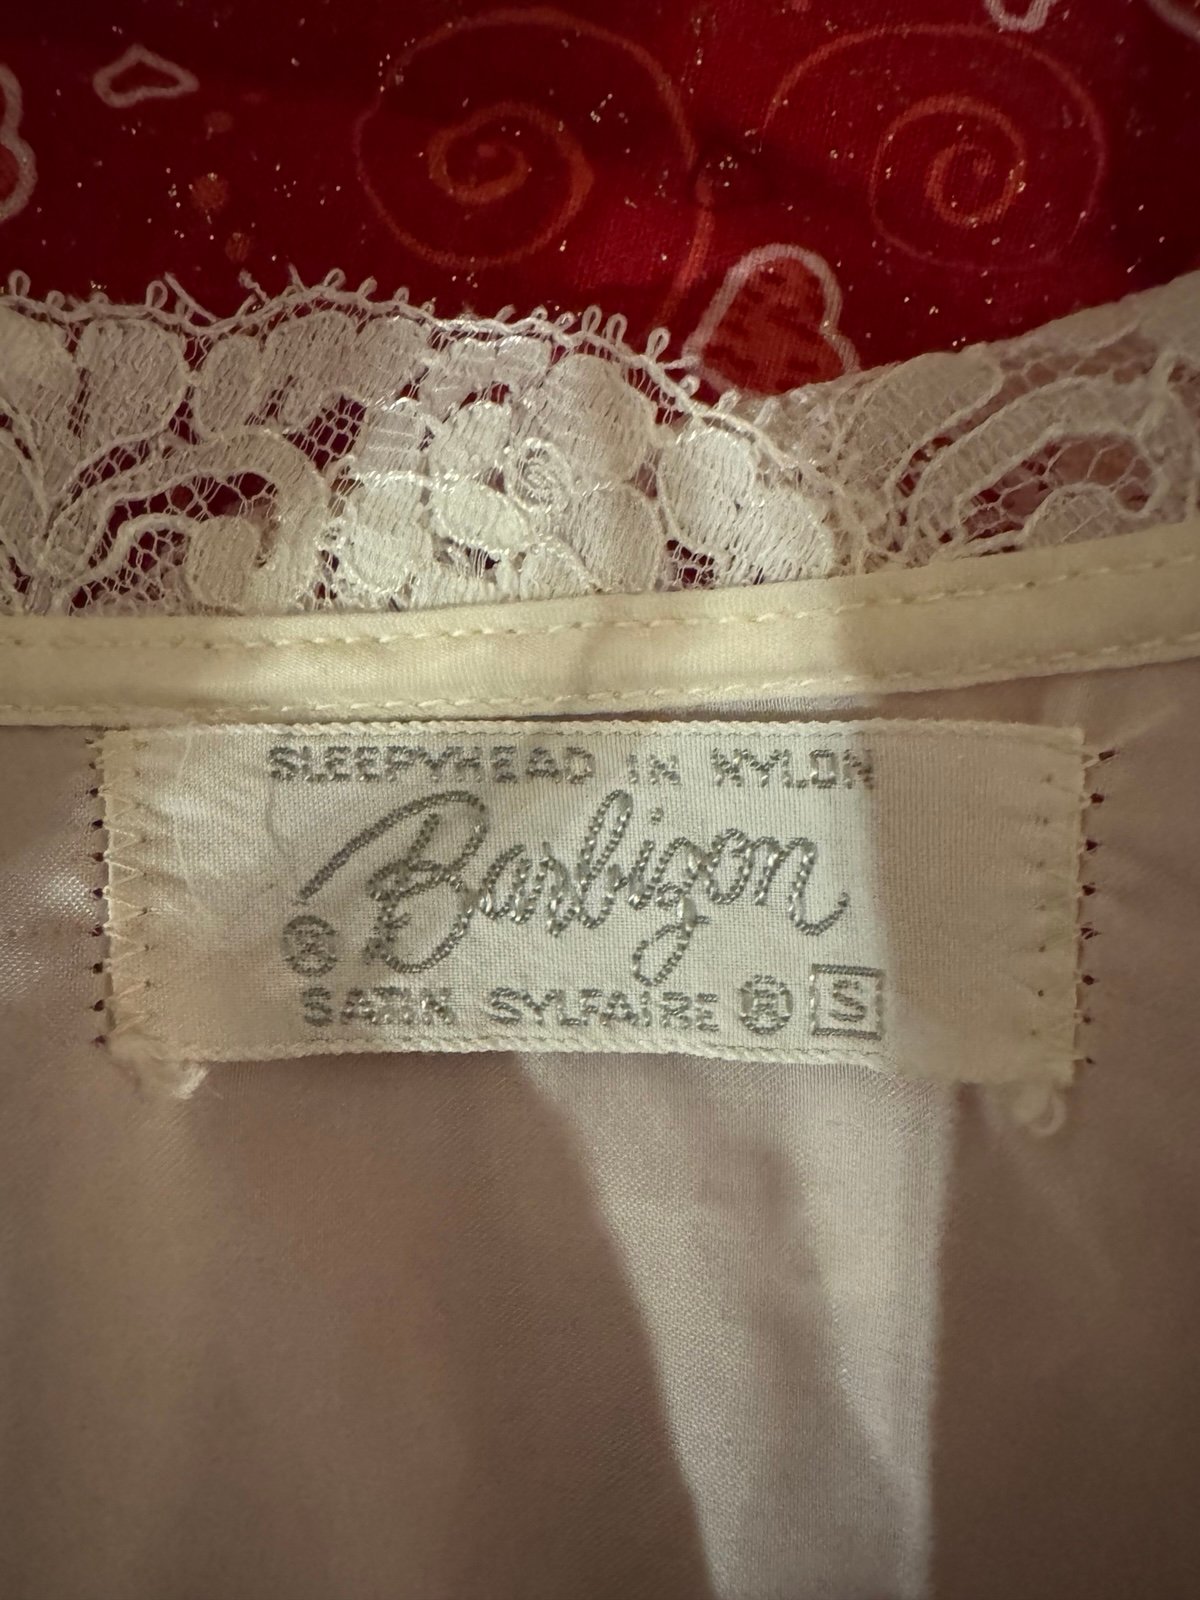 SLEEPYHEAD IN NYLON
Barbizon
®
SATIN SYLFAIRE ® S